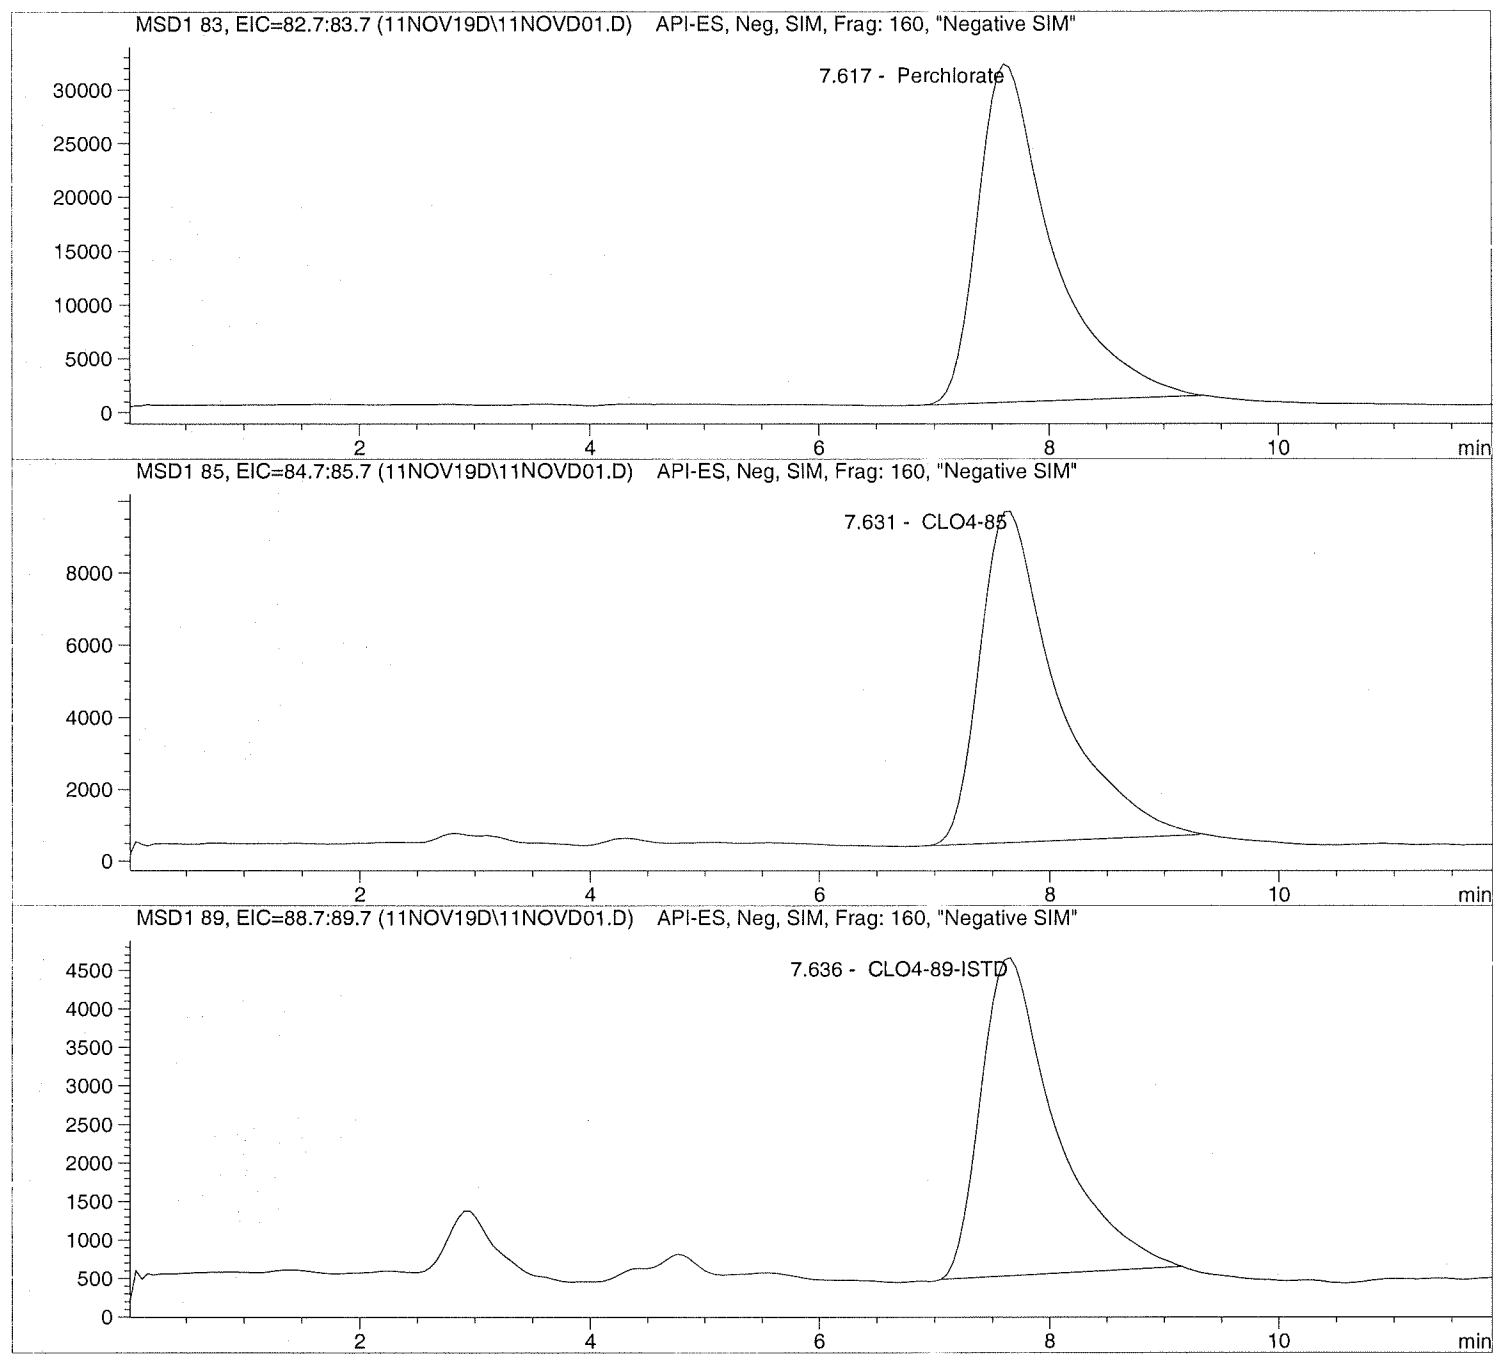 MSD1 83, EIC=82.7:83.7 (11NOV19D\11NOVD01.D) API-ES, Neg, SIM, Frag: 160, "Negative SIM"
7.617 - Perchlorate
30000
25000
20000
15000
10000
5000
0
2 4 6 8 10 min
MSD1 85, EIC=84.7:85.7 (11NOV19D\11NOVD01.D) API-ES, Neg, SIM, Frag: 160, "Negative SIM"
7.631 - CLO4-85
8000
6000
4000
2000
0
2 4 6 8 10 min
MSD1 89, EIC=88.7:89.7 (11NOV19D\11NOVD01.D) API-ES, Neg, SIM, Frag: 160, "Negative SIM"
7.636 - CLO4-89-ISTD
4500
4000
3500
3000
2500
2000
1500
1000
500
0
2 4 6 8 10 min